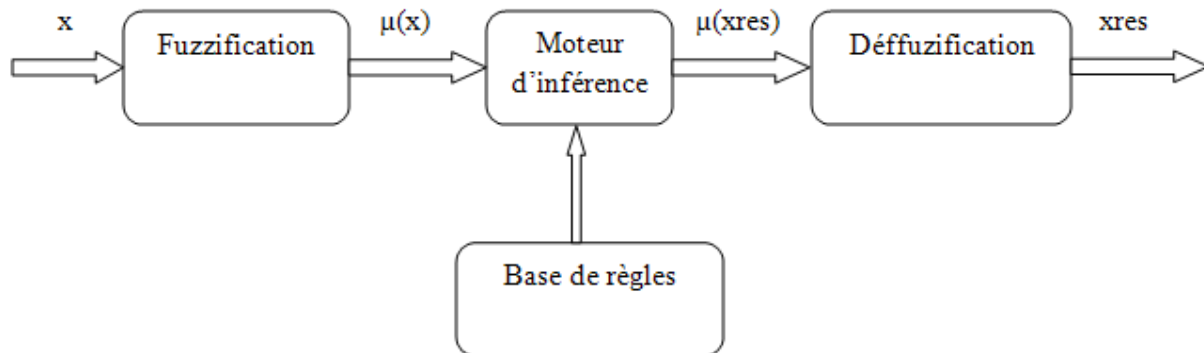 x
Fuzzification
μ(x)
Moteur
d'inférence
μ(xres)
Déffuzification
xres
Base de règles